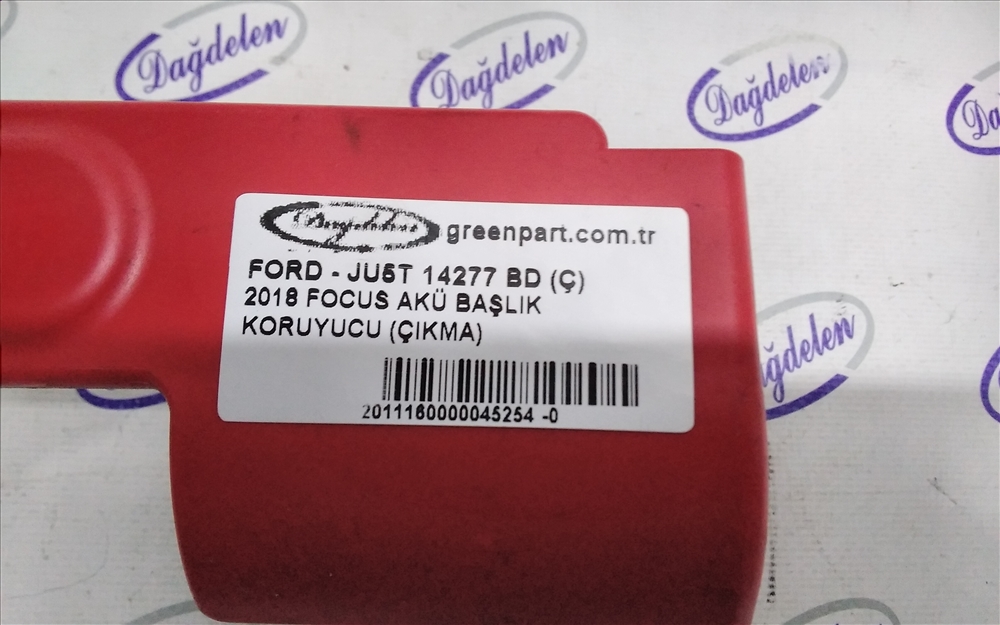 Dağdelen
Dağdelen
Dağdelen
Dağdelen
greenpart.com.tr
FORD - JU5T 14277 BD (Ç)
2018 FOCUS AKÜ BAŞLIK
KORUYUCU (ÇIKMA)
2011160000045254 -0